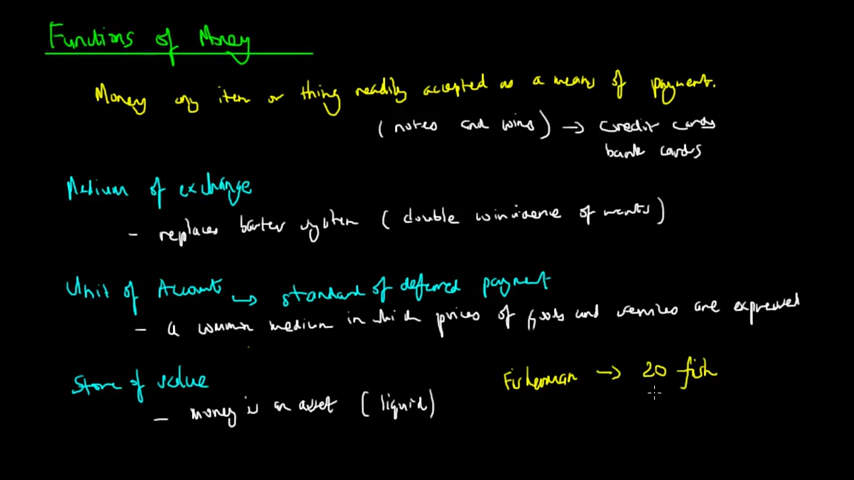 Functions of Money
Money any item or thing readily accepted as a means of payment.
(notes and coins) → credit cards
bank cards
Medium of exchange
- replaces barter system (double coincidence of wants)
Unit of Account → standard of deferred payment
- a common medium in which prices of goods and services are expressed
Store of value
- money is an asset (liquid)
Fisherman → 20 fish